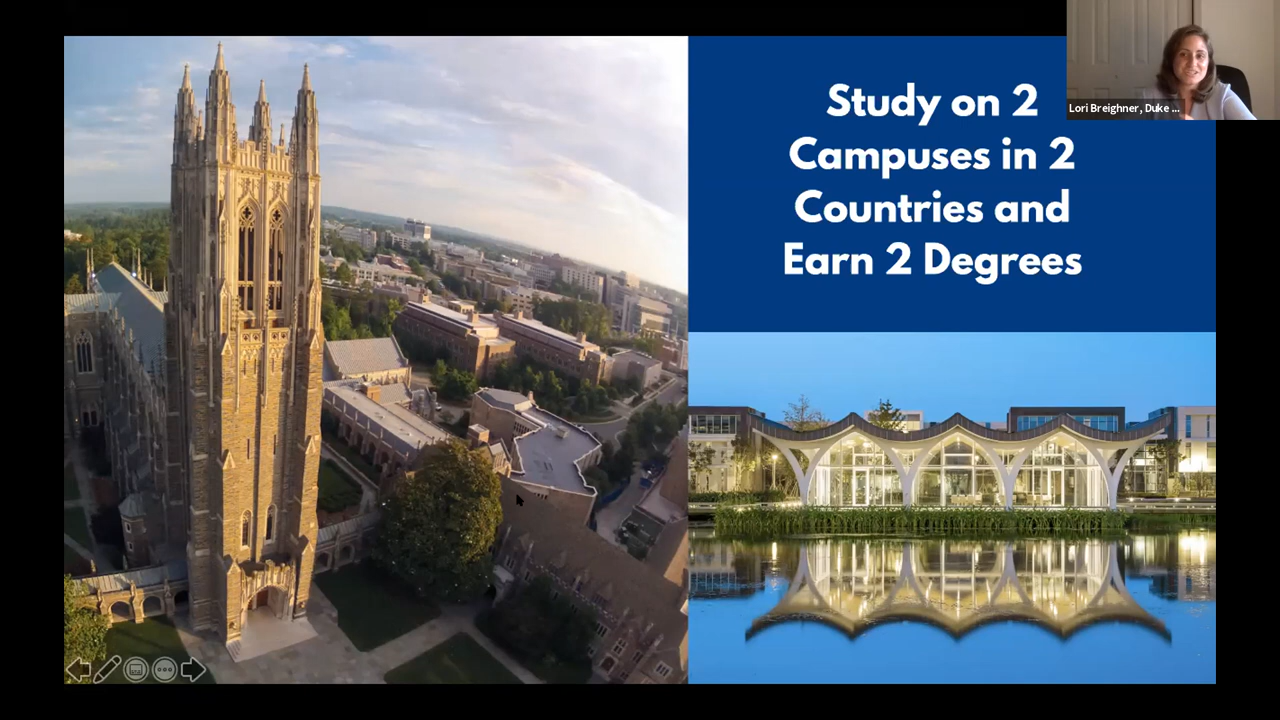 Study on 2
Campuses in 2
Countries and
Earn 2 Degrees
Lori Breighner, Duke ...